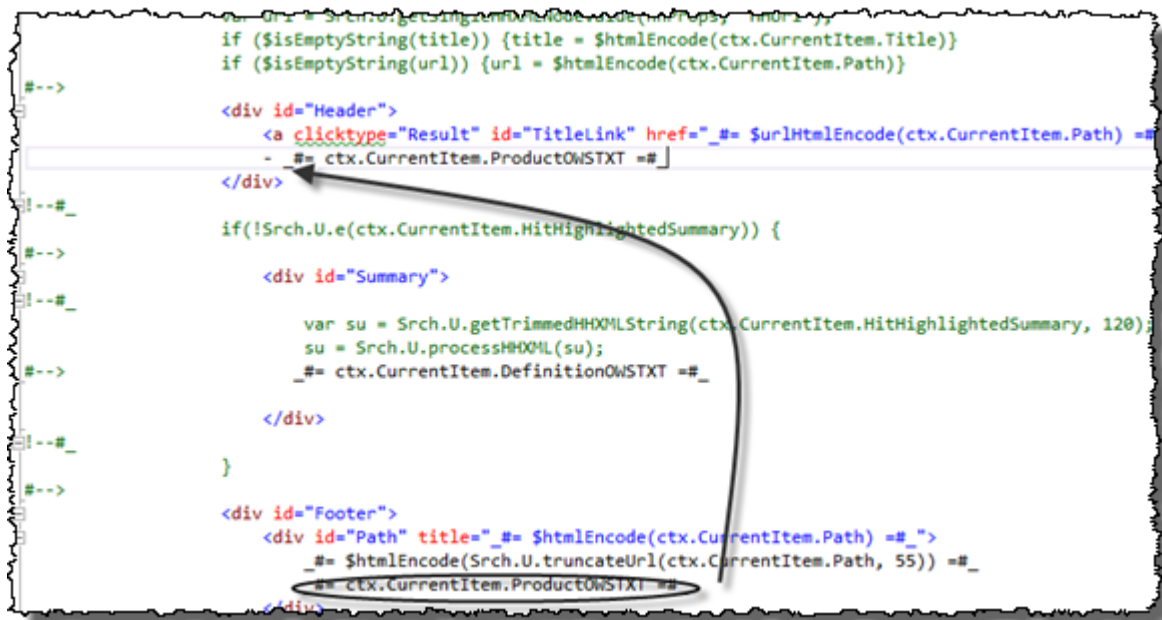 if ($isEmptyString(title)) {title = $htmlEncode(ctx.CurrentItem.Title)}
if ($isEmptyString(url)) {url = $htmlEncode(ctx.CurrentItem.Path)}
#-->
<div id="Header">
<a clicktype="Result" id="TitleLink" href="_#= $urlHtmlEncode(ctx.CurrentItem.Path) =#
- _#= ctx.CurrentItem.ProductOWSTXT =#_
</div>
!--#_
if(!Srch.U.e(ctx.CurrentItem.HitHighlightedSummary)) {
#-->
<div id="Summary">
!--#_
var su = Srch.U.getTrimmedHHXMLString(ctx.CurrentItem.HitHighlightedSummary, 120);
su = Srch.U.processHHXML(su);
#-->
_#= ctx.CurrentItem.DefinitionOWSTXT =#_
</div>
!--#_
}
#-->
<div id="Footer">
<div id="Path" title="_#= $htmlEncode(ctx.CurrentItem.Path) =#_">
_#= $htmlEncode(Srch.U.truncateUrl(ctx.CurrentItem.Path, 55)) =#_
_#= ctx.CurrentItem.ProductOWSTXT =#_
</div>